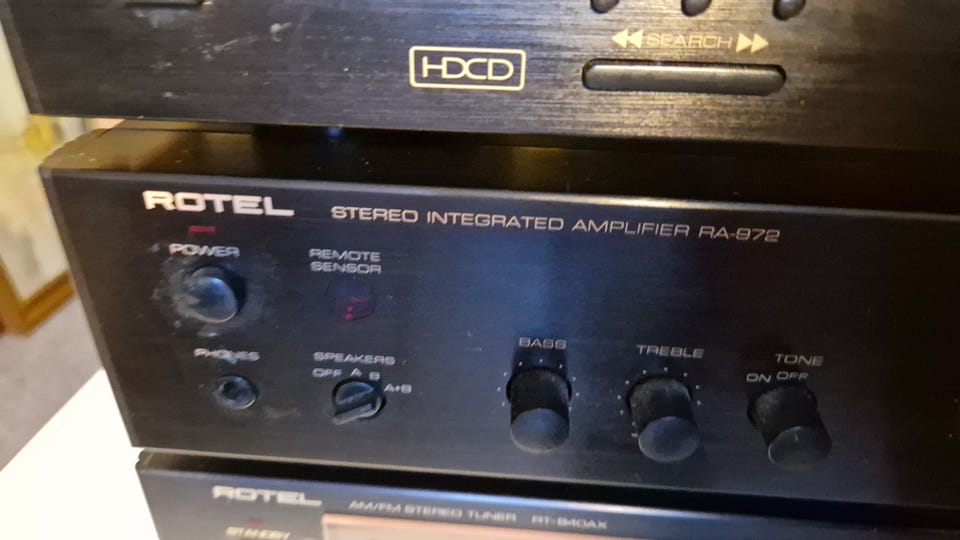 HDCD
SEARCH
ROTEL
STEREO INTEGRATED AMPLIFIER RA-972
POWER
REMOTE
SENSOR
PHONES
SPEAKERS
OFF A B A+B
BASS
TREBLE
TONE
ON OFF
ROTEL
AM/FM STEREO TUNER RT-940AX
STANDBY